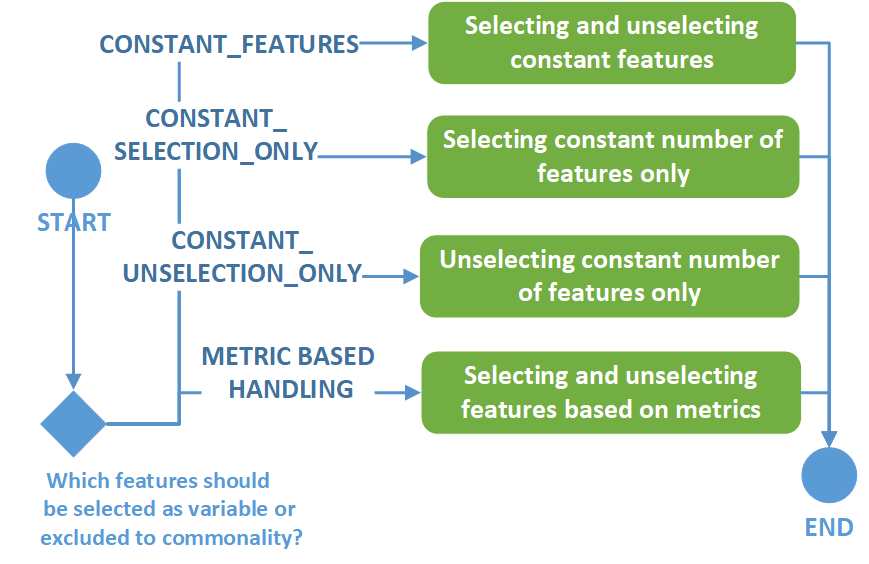 CONSTANT_FEATURES
Selecting and unselecting
constant features
CONSTANT_
SELECTION_ONLY
Selecting constant number of
features only
START
CONSTANT_
UNSELECTION_ONLY
Unselecting constant number
of features only
METRIC BASED
HANDLING
Selecting and unselecting
features based on metrics
Which features should
be selected as variable or
excluded to commonality?
END